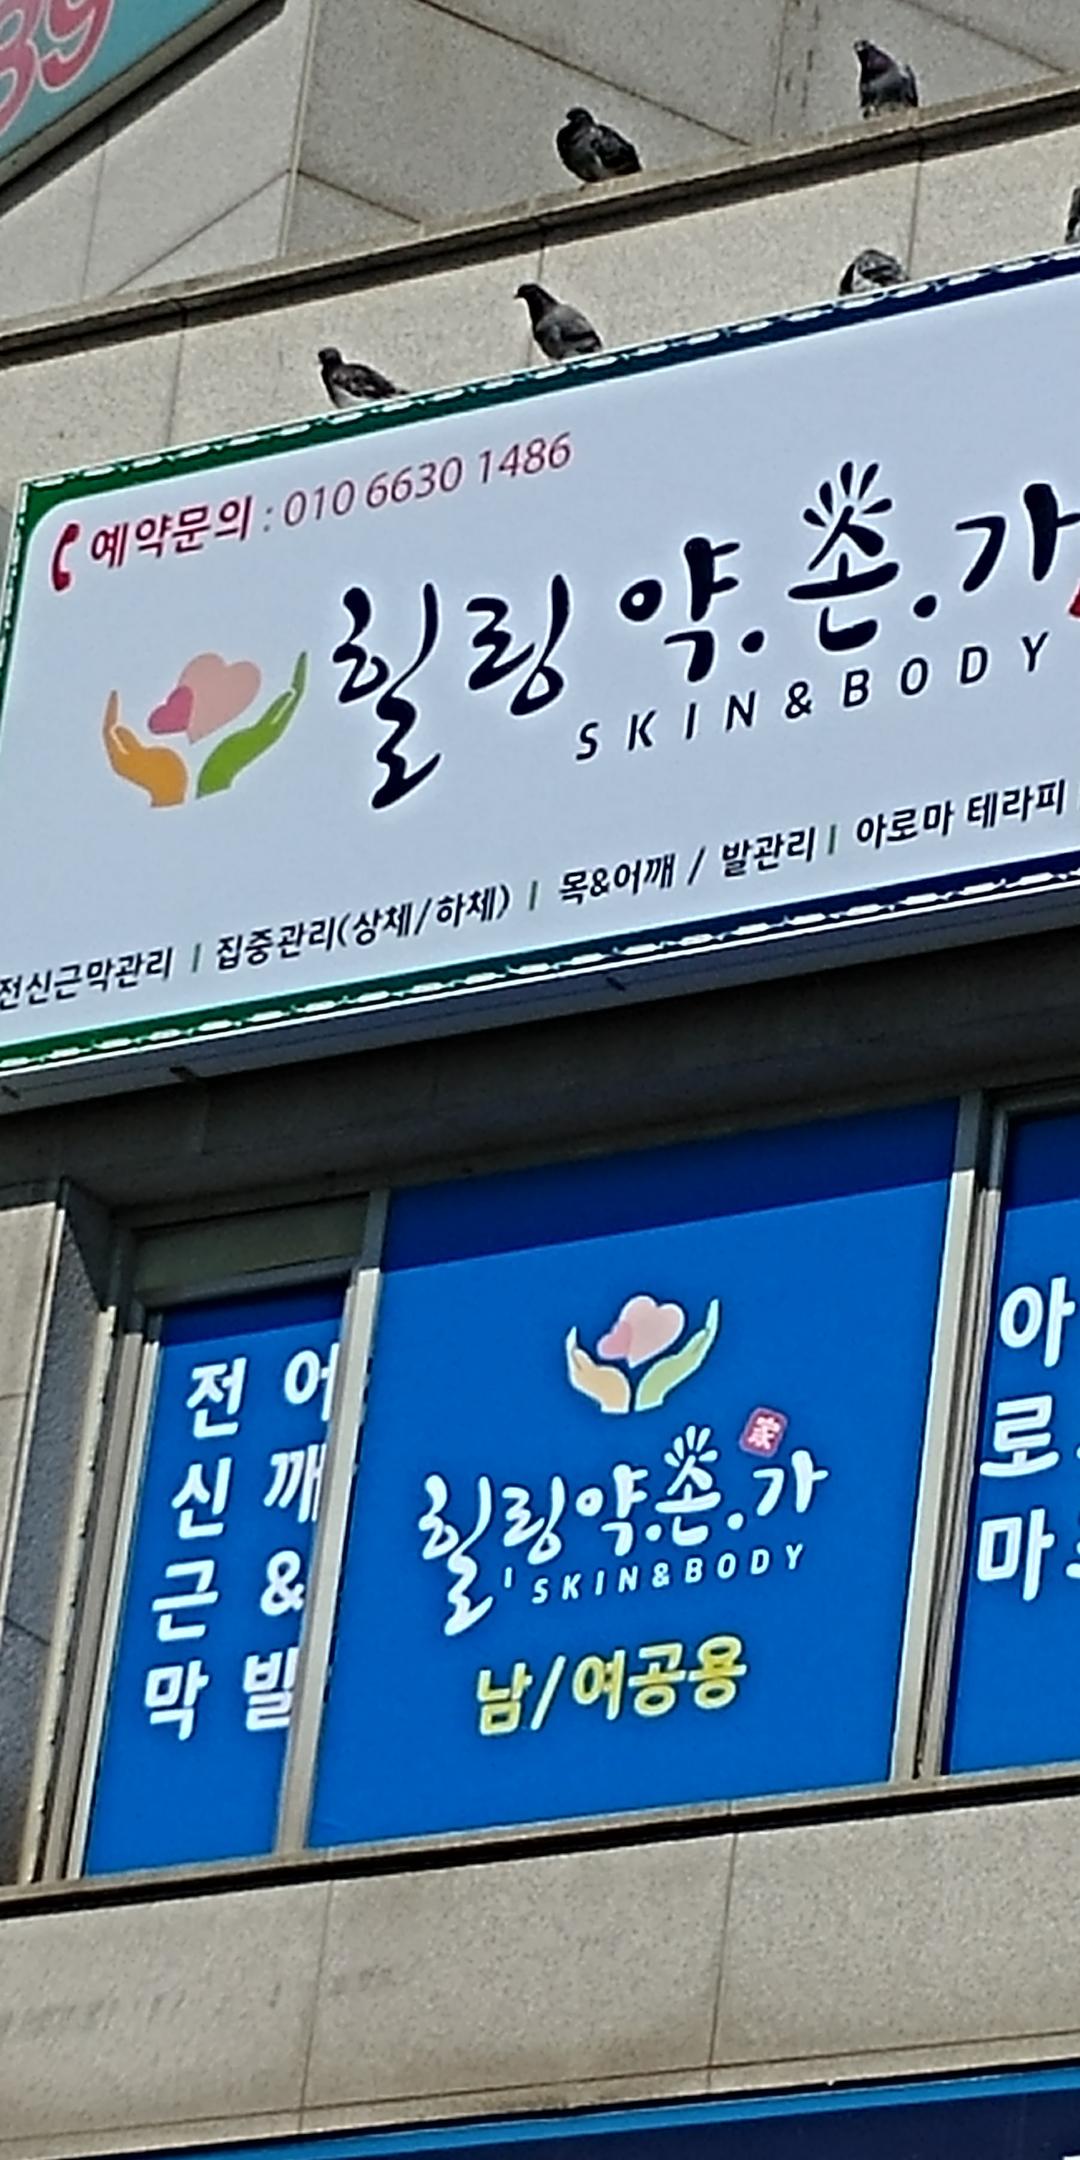 89
예약문의 : 010 6630 1486
힐링 약.손.가
SKIN&BODY
전신근막관리 | 집중관리(상체/하체) | 목&어깨 / 발관리 | 아로마 테라피
전신근막
어깨&발
家
힐링약.손.가
SKIN&BODY
남/여공용
아로마